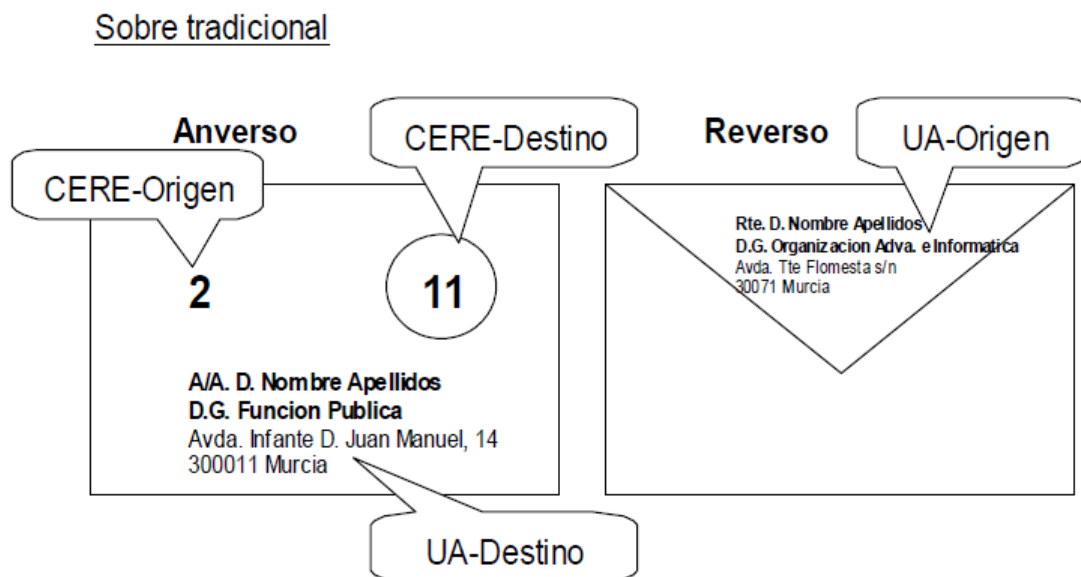 Sobre tradicional
Anverso
CERE-Destino
Reverso
UA-Origen
CERE-Origen
2
11
Rte. D. Nombre Apellidos
D.G. Organizacion Adva. e Informatica
Avda. Tte Flomesta s/n
30071 Murcia
A/A. D. Nombre Apellidos
D.G. Funcion Publica
Avda. Infante D. Juan Manuel, 14
300011 Murcia
UA-Destino